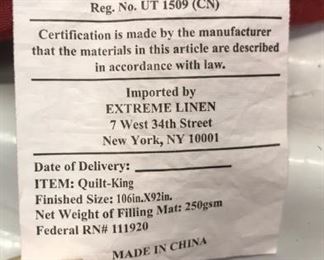 Reg. No. UT 1509 (CN)
Certification is made by the manufacturer
that the materials in this article are described
in accordance with law.
Imported by
EXTREME LINEN
7 West 34th Street
New York, NY 10001
Date of Delivery:
ITEM: Quilt-King
Finished Size: 106in.X92in.
Net Weight of Filling Mat: 250gsm
Federal RN# 111920
MADE IN CHINA